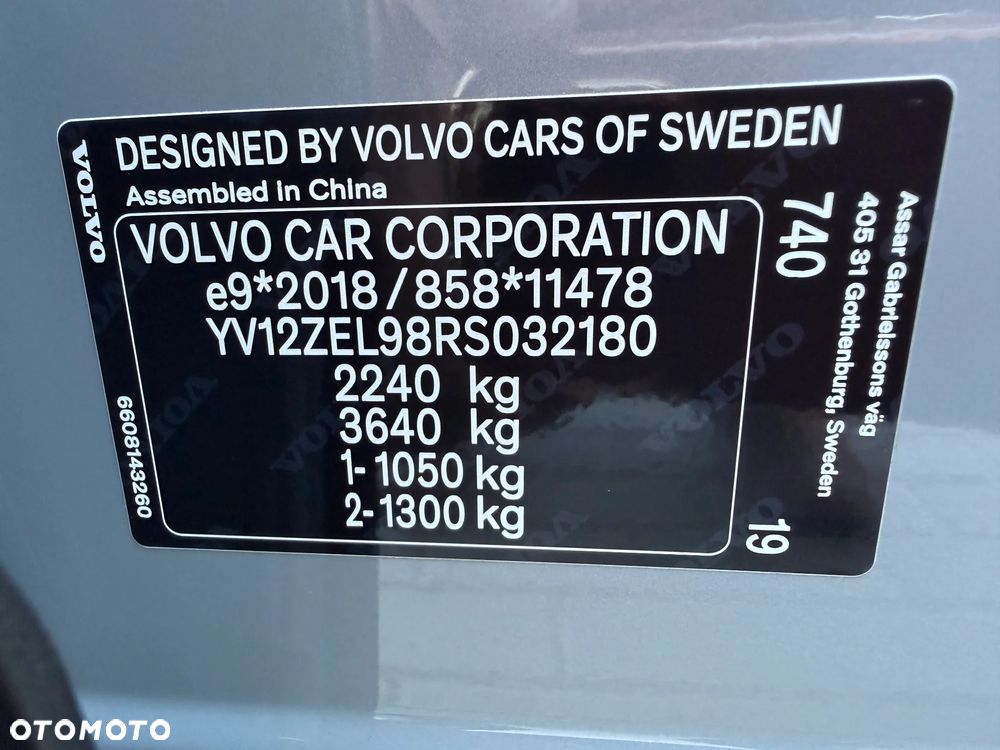 DESIGNED BY VOLVO CARS OF SWEDEN
Assembled in China
VOLVO
VOLVO CAR CORPORATION
e9*2018/858*11478
YV12ZEL98RS032180
2240 kg
3640 kg
1-1050 kg
2-1300 kg
6608143260
740
19
Assar Gabrielssons väg
405 31 Gothenburg, Sweden
OTOMOTO